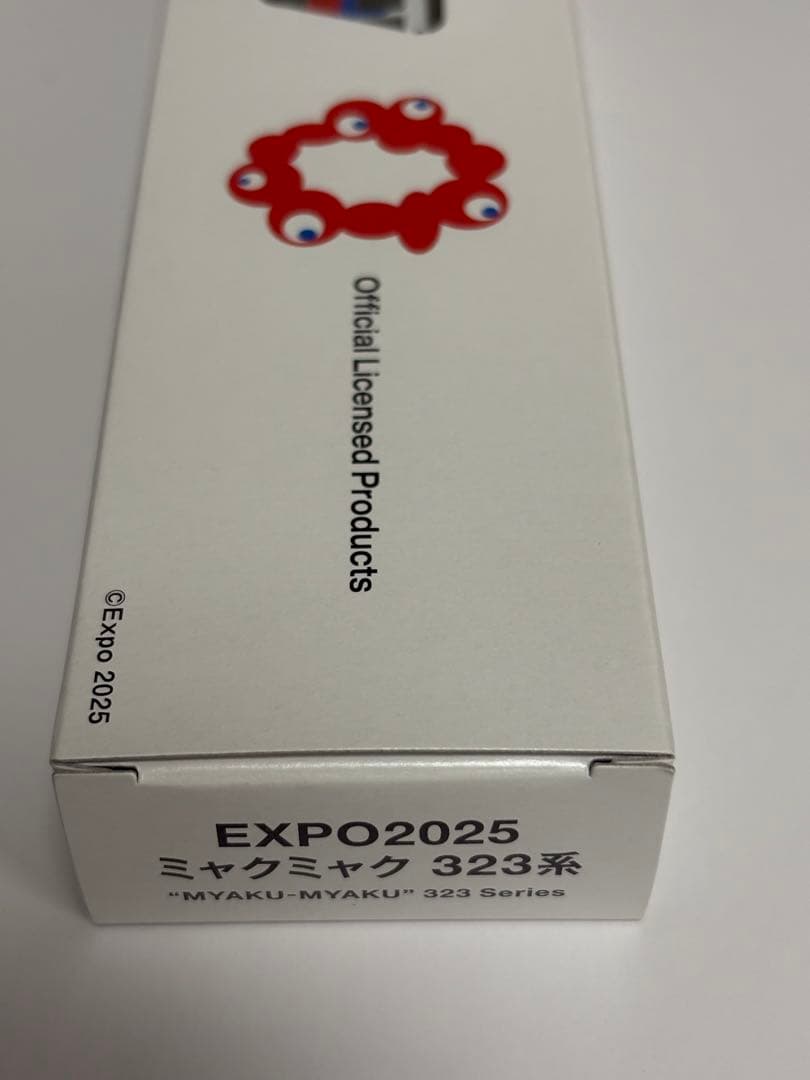 Official Licensed Products
©Expo 2025
EXPO2025
ミャクミャク 323系
“MYAKU-MYAKU” 323 Series